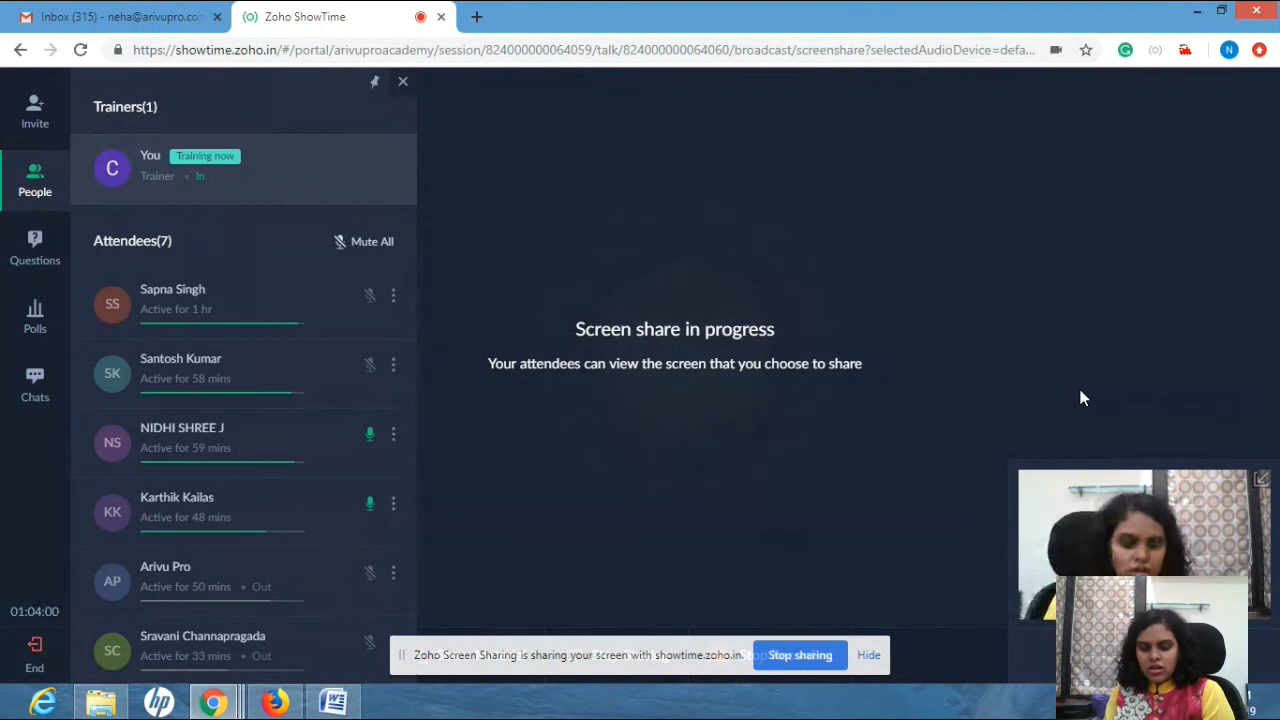 Inbox (315) - neha@arivupro.co
Zoho ShowTime
https://showtime.zoho.in/#/portal/arivuproacademy/session/824000000064059/talk/824000000064060/broadcast/screenshare?selectedAudioDevice=defa...
N
Invite
People
Questions
Polls
Chats
01:04:00
End
Trainers(1)
C
You
Training now
Trainer • In
Attendees(7)
Mute All
SS
Sapna Singh
Active for 1 hr
SK
Santosh Kumar
Active for 58 mins
NS
NIDHI SHREE J
Active for 59 mins
KK
Karthik Kailas
Active for 48 mins
AP
Arivu Pro
Active for 50 mins • Out
SC
Sravani Channapragada
Active for 33 mins • Out
Screen share in progress
Your attendees can view the screen that you choose to share
Zoho Screen Sharing is sharing your screen with showtime.zoho.in.
Stop sharing
Hide